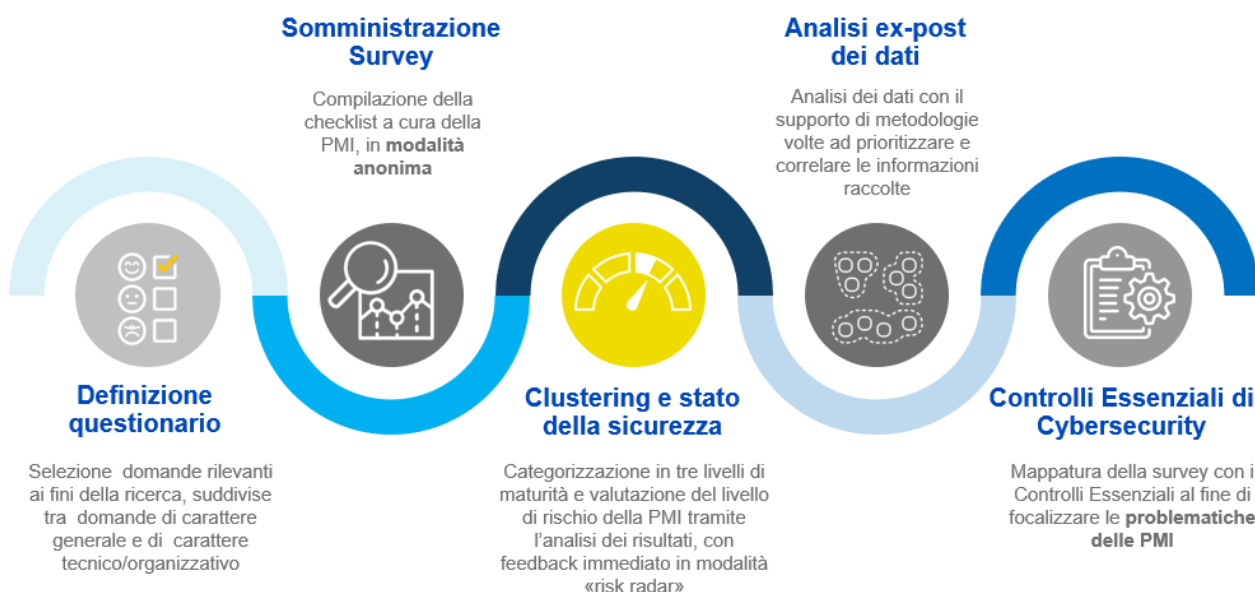 Definizione
questionario
Selezione domande rilevanti
ai fini della ricerca, suddivise
tra domande di carattere
generale e di carattere
tecnico/organizzativo
Somministrazione
Survey
Compilazione della
checklist a cura della
PMI, in modalità
anonima
Clustering e stato
della sicurezza
Categorizzazione in tre livelli di
maturità e valutazione del livello
di rischio della PMI tramite
l'analisi dei risultati, con
feedback immediato in modalità
«risk radar»
Analisi ex-post
dei dati
Analisi dei dati con il
supporto di metodologie
volte ad prioritizzare e
correlare le informazioni
raccolte
Controlli Essenziali di
Cybersecurity
Mappatura della survey con i
Controlli Essenziali al fine di
focalizzare le problematiche
delle PMI